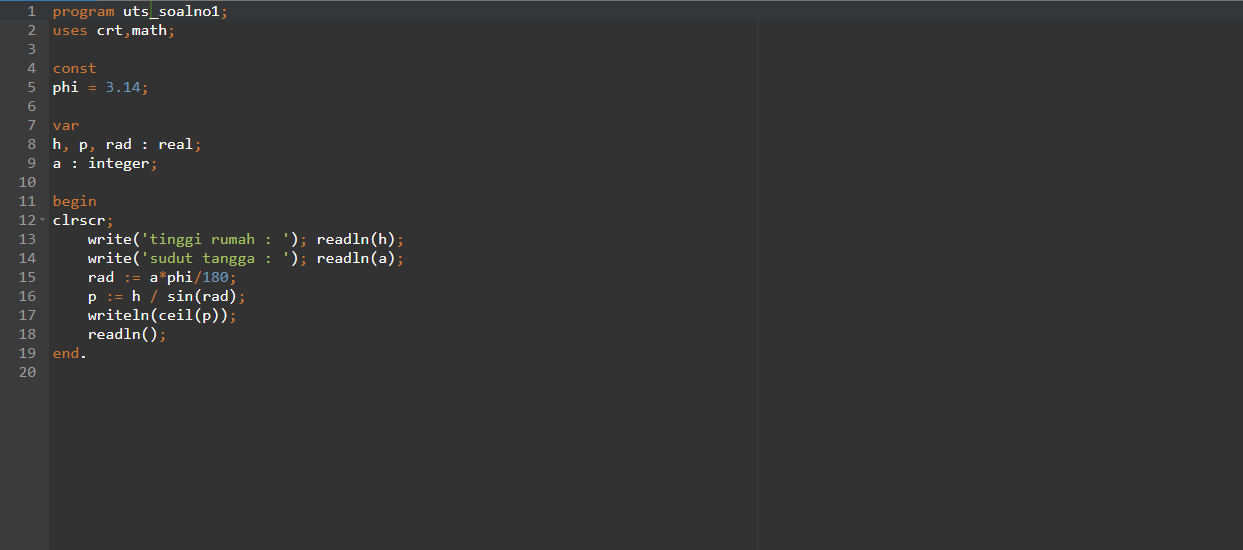 1 program uts_soalno1;
2 uses crt,math;
3
4 const
5 phi = 3.14;
6
7 var
8 h, p, rad : real;
9 a : integer;
10
11 begin
12 clrscr;
13 write('tinggi rumah : '); readln(h);
14 write('sudut tangga : '); readln(a);
15 rad := a*phi/180;
16 p := h / sin(rad);
17 writeln(ceil(p));
18 readln();
19 end.
20